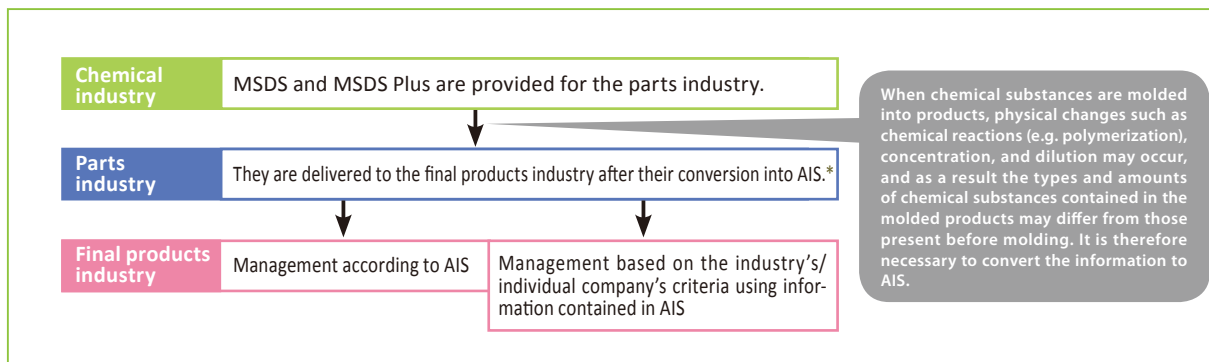 Chemical
industry
MSDS and MSDS Plus are provided for the parts industry.
When chemical substances are molded
into products, physical changes such as
chemical reactions (e.g. polymerization),
concentration, and dilution may occur,
and as a result the types and amounts
of chemical substances contained in the
molded products may differ from those
present before molding. It is therefore
necessary to convert the information to
AIS.
Parts
industry
They are delivered to the final products industry after their conversion into AIS.*
Final products
industry
Management according to AIS
Management based on the industry's/
individual company's criteria using infor-
mation contained in AIS